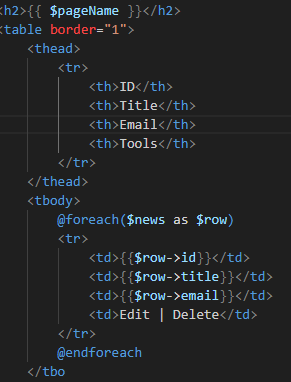 <h2>{{ $pageName }}</h2>
<table border="1">
<thead>
<tr>
<th>ID</th>
<th>Title</th>
<th>Email</th>
<th>Tools</th>
</tr>
</thead>
<tbody>
@foreach($news as $row)
<tr>
<td>{{$row->id}}</td>
<td>{{$row->title}}</td>
<td>{{$row->email}}</td>
<td>Edit | Delete</td>
</tr>
@endforeach
</tbo